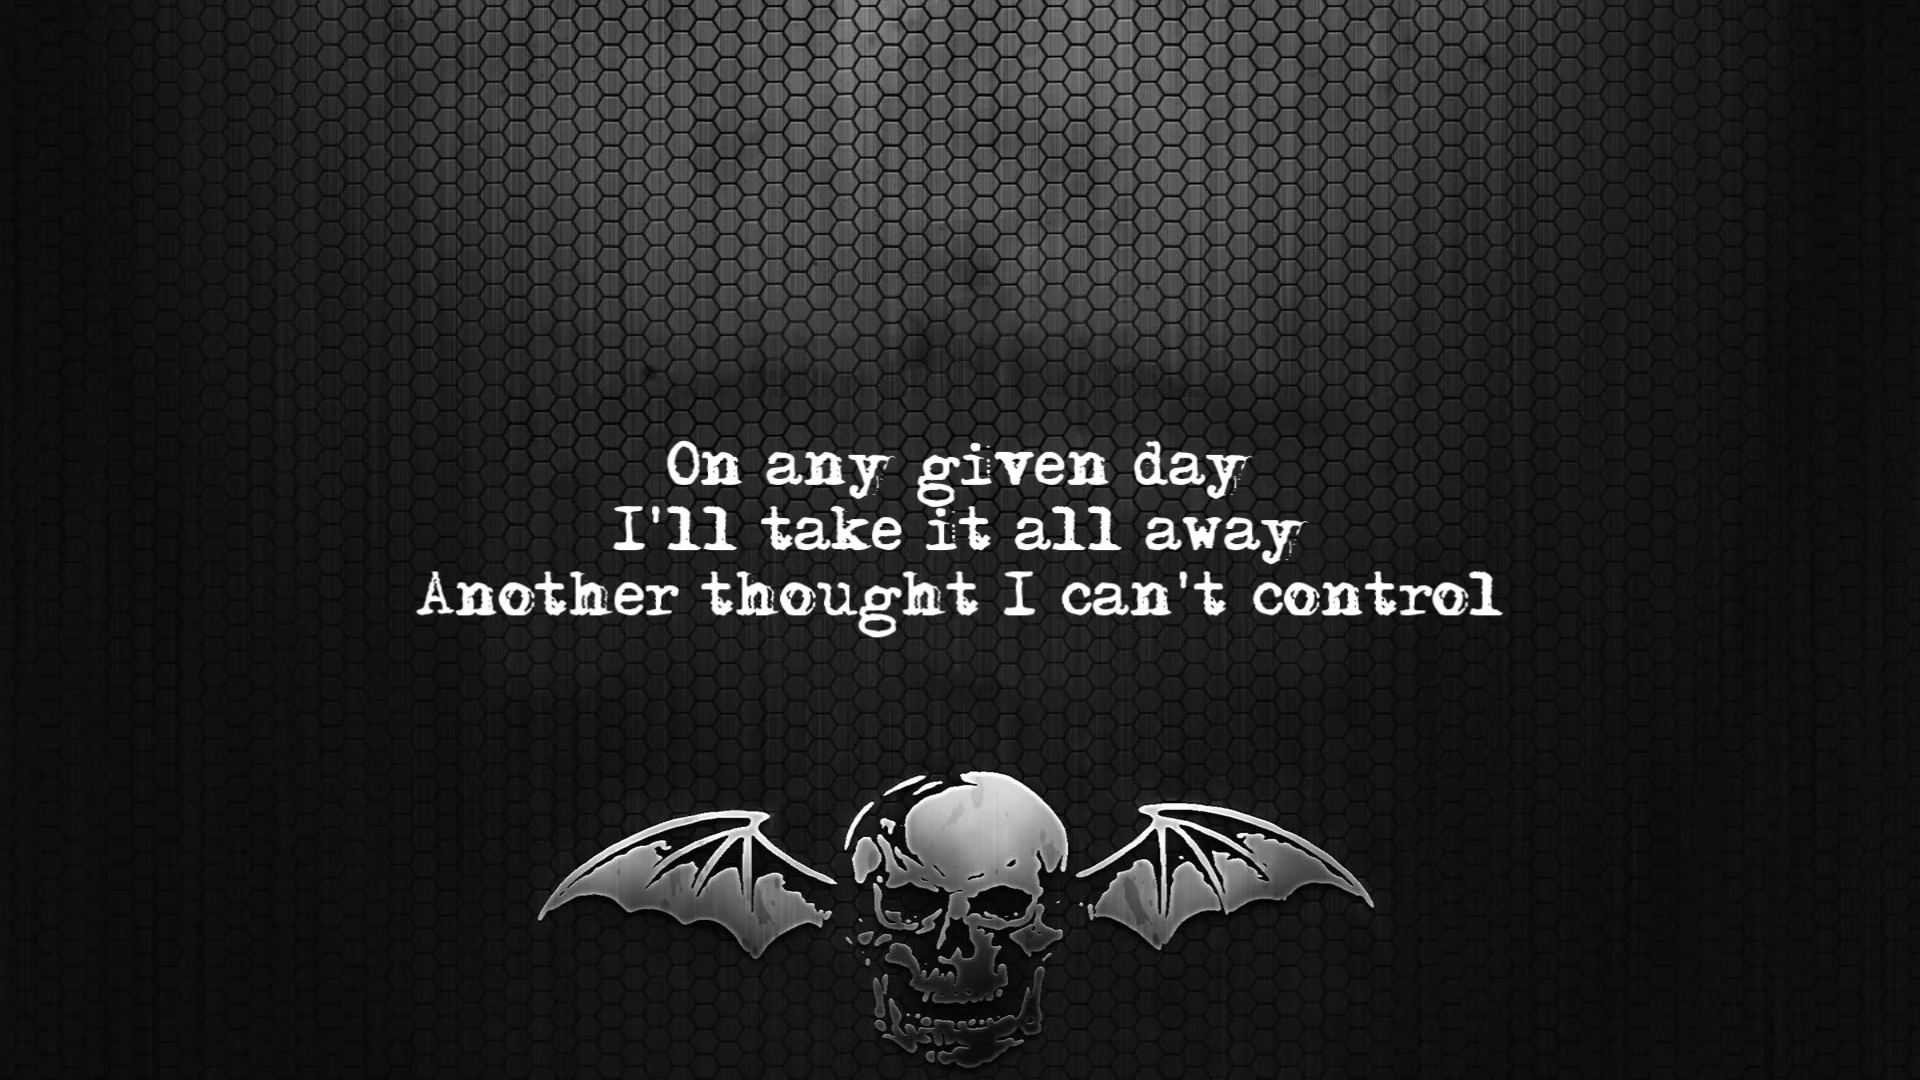 On any given day
I'll take it all away
Another thought I can't control